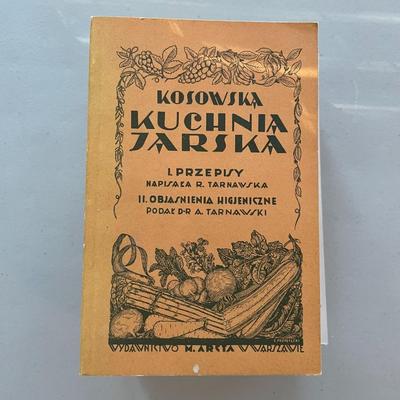 KOSOWSKA
KUCHNIA
JARSKA
I. PRZEPISY
NAPISAŁA R. TARNAWSKA
II. OBJAŚNIENIA HIGJENICZNE
PODAŁ D-R A. TARNAWSKI
WYDAWNICTWO M. ARCTA W WARSZAWIE